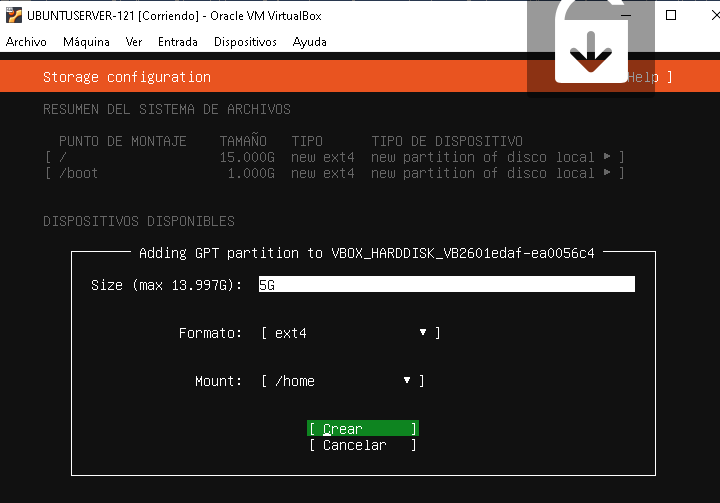 UBUNTUSERVER-121 [Corriendo] - Oracle VM VirtualBox
Archivo Máquina Ver Entrada Dispositivos Ayuda
Storage configuration Help ]
RESUMEN DEL SISTEMA DE ARCHIVOS
PUNTO DE MONTAJE TAMAÑO TIPO TIPO DE DISPOSITIVO
[ / 15.000G new ext4 new partition of disco local ▸ ]
[ /boot 1.000G new ext4 new partition of disco local ▸ ]
DISPOSITIVOS DISPONIBLES
Adding GPT partition to VBOX_HARDDISK_VB2601edaf-ea0056c4
Size (max 13.997G): 5G
Formato: [ ext4 ▾ ]
Mount: [ /home ▾ ]
[ Crear ]
[ Cancelar ]